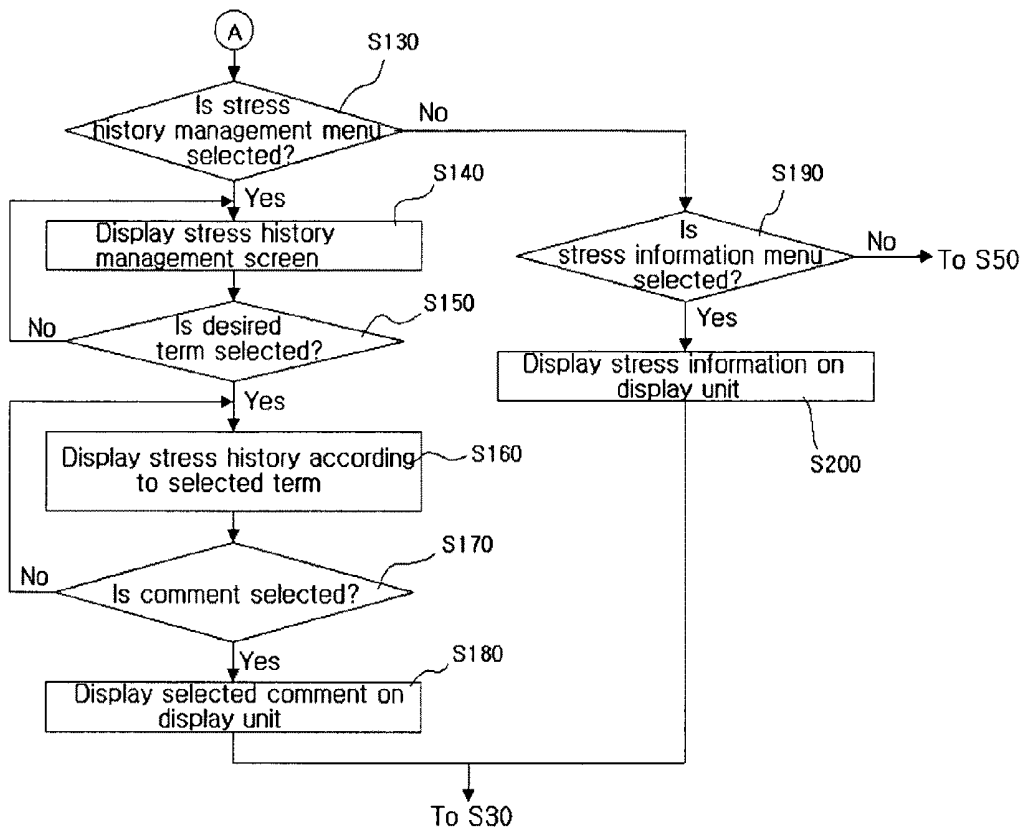 A
S130
Is stress
history management menu
selected?
No
Yes
S140
Display stress history
management screen
S150
Is desired
term selected?
No
Yes
Display stress history according
to selected term
S160
S170
Is comment selected?
No
Yes
S180
Display selected comment on
display unit
S190
Is
stress information menu
selected?
No
To S50
Yes
Display stress information on
display unit
S200
To S30